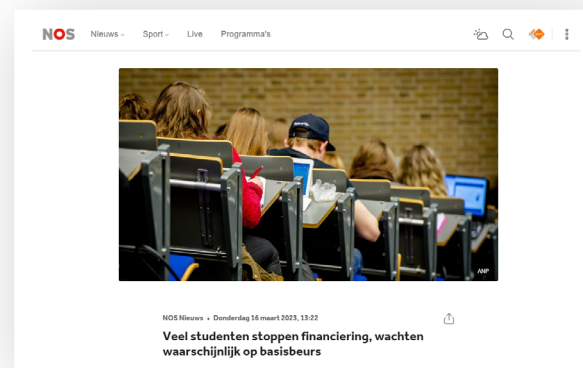 NOS Nieuws Sport Live Programma's
ANP
NOS Nieuws • Donderdag 16 maart 2023, 13:22
Veel studenten stoppen financiering, wachten
waarschijnlijk op basisbeurs